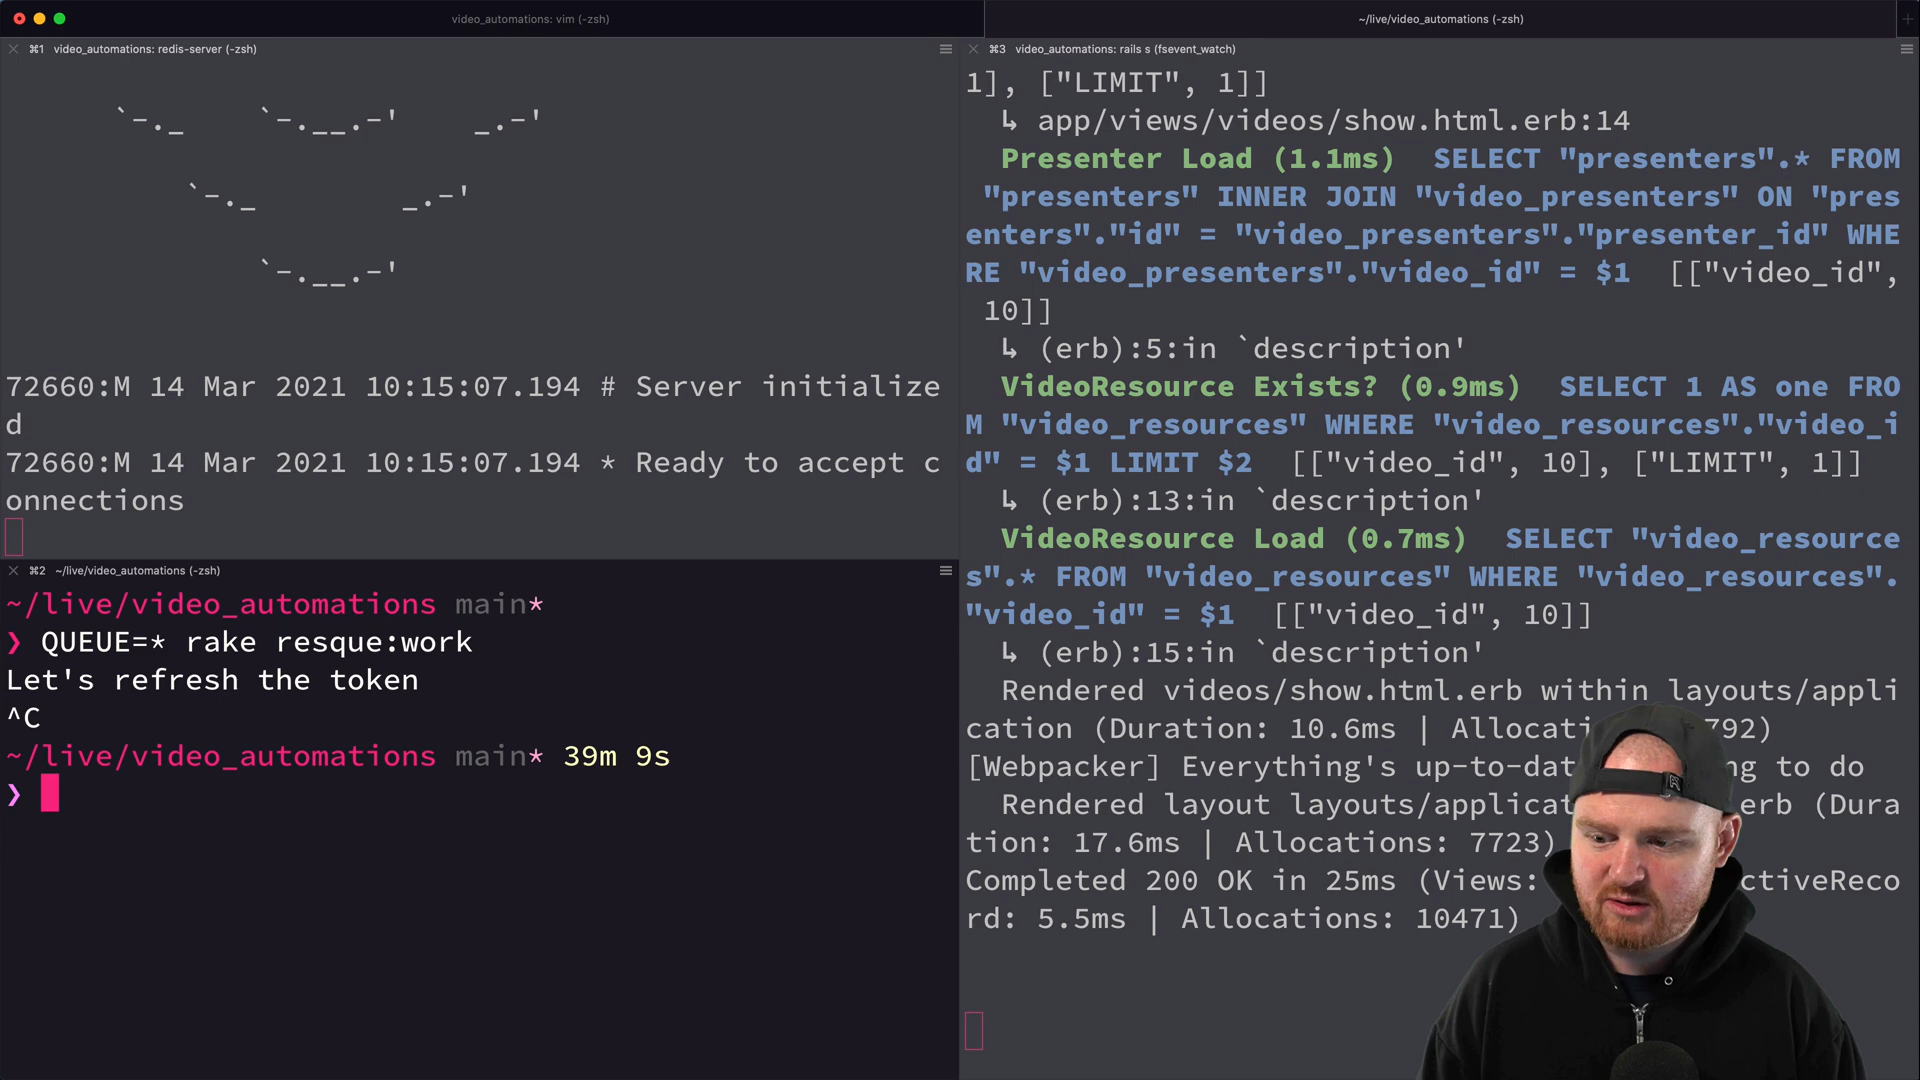 video_automations: vim (-zsh)
~/live/video_automations (-zsh)
⌘1 video_automations: redis-server (-zsh)
`-._ `-.__.-' _.-'
`-._ _.-'
`-.__.-'
72660:M 14 Mar 2021 10:15:07.194 # Server initialize
d
72660:M 14 Mar 2021 10:15:07.194 * Ready to accept c
onnections
⌘2 ~/live/video_automations (-zsh)
~/live/video_automations main*
❯ QUEUE=* rake resque:work
Let's refresh the token
^C
~/live/video_automations main* 39m 9s
❯
⌘3 video_automations: rails s (fsevent_watch)
1], ["LIMIT", 1]]
↳ app/views/videos/show.html.erb:14
Presenter Load (1.1ms) SELECT "presenters".* FROM
"presenters" INNER JOIN "video_presenters" ON "pres
enters"."id" = "video_presenters"."presenter_id" WHE
RE "video_presenters"."video_id" = $1 [["video_id",
10]]
↳ (erb):5:in `description'
VideoResource Exists? (0.9ms) SELECT 1 AS one FRO
M "video_resources" WHERE "video_resources"."video_i
d" = $1 LIMIT $2 [["video_id", 10], ["LIMIT", 1]]
↳ (erb):13:in `description'
VideoResource Load (0.7ms) SELECT "video_resource
s".* FROM "video_resources" WHERE "video_resources".
"video_id" = $1 [["video_id", 10]]
↳ (erb):15:in `description'
Rendered videos/show.html.erb within layouts/appli
cation (Duration: 10.6ms | Allocati 792)
[Webpacker] Everything's up-to-dat ng to do
Rendered layout layouts/applicat erb (Dura
tion: 17.6ms | Allocations: 7723)
Completed 200 OK in 25ms (Views: ctiveReco
rd: 5.5ms | Allocations: 10471)